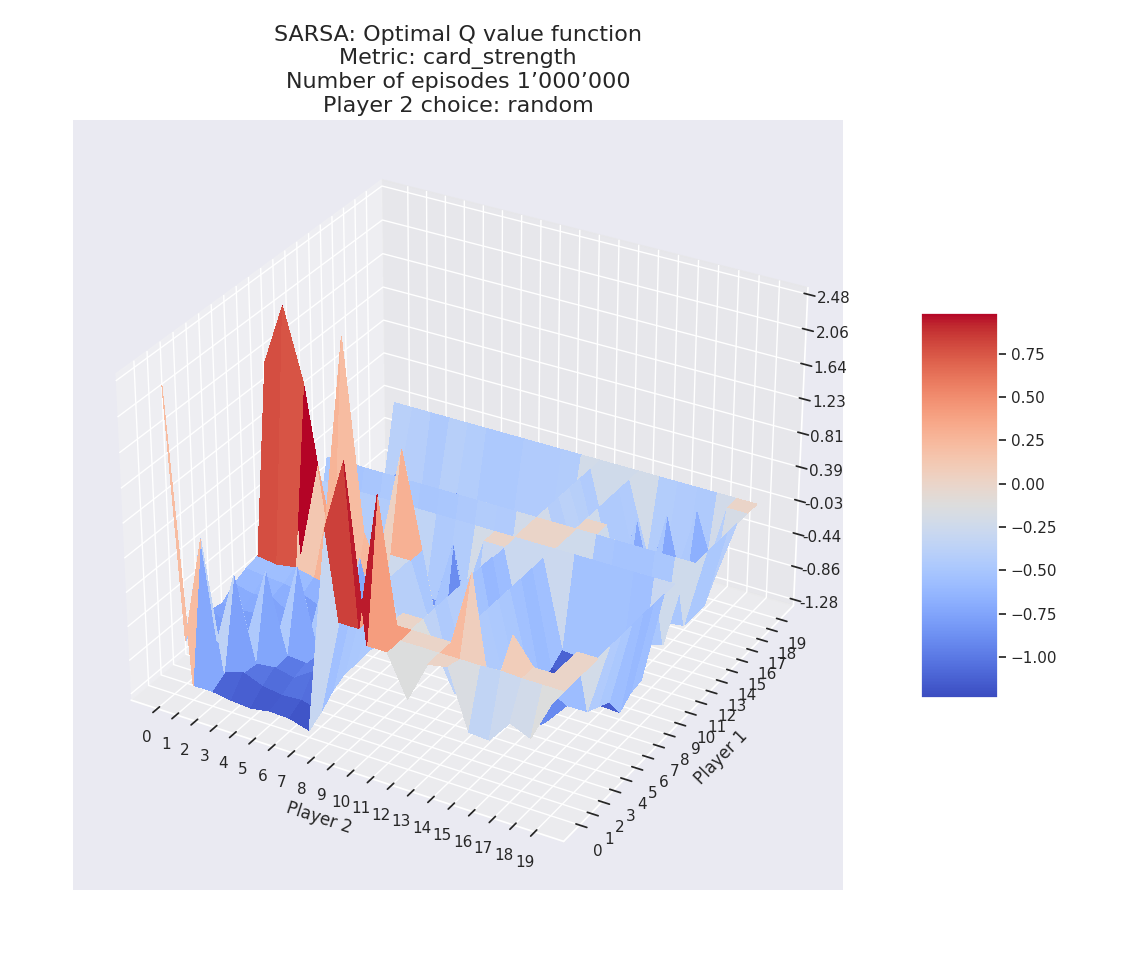 SARSA: Optimal Q value function
Metric: card_strength
Number of episodes 1’000’000
Player 2 choice: random
2.48
2.06
1.64
1.23
0.81
0.39
-0.03
-0.44
-0.86
-1.28
0.75
0.50
0.25
0.00
−0.25
−0.50
−0.75
−1.00
0 1 2 3 4 5 6 7 8 9 10 11 12 13 14 15 16 17 18 19
Player 2
0 1 2 3 4 5 6 7 8 9 10 11 12 13 14 15 16 17 18 19
Player 1